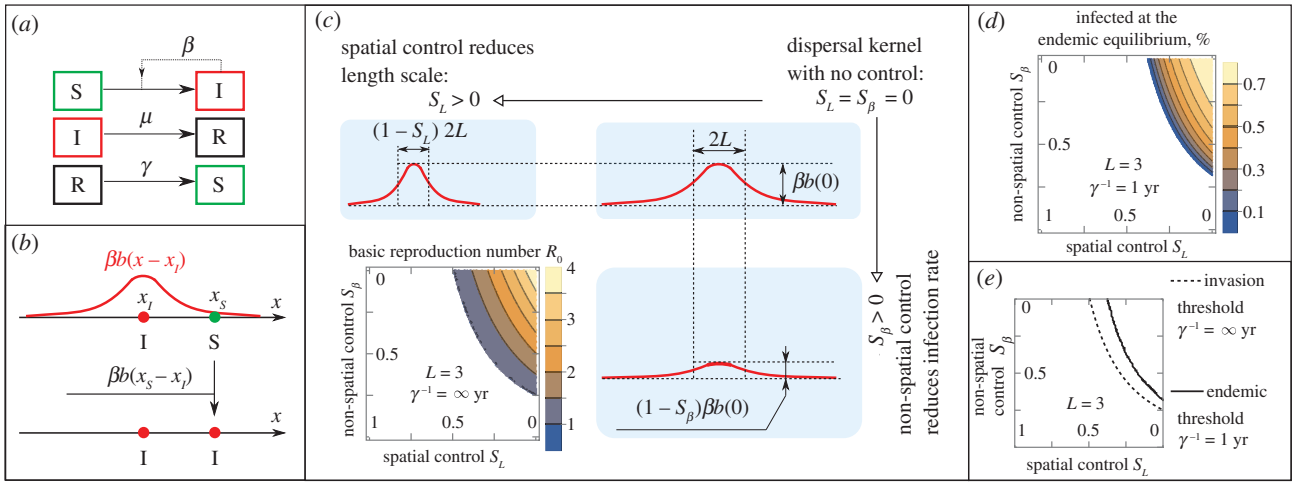 (a)
β
S
I
I
μ
R
R
γ
S
(b)
βb(x – x_I)
x_I
x_S
x
I
S
βb(x_S – x_I)
x
I
I
(c)
spatial control reduces
length scale:
S_L > 0
dispersal kernel
with no control:
S_L = S_β = 0
(1 – S_L) 2L
2L
βb(0)
basic reproduction number R_0
non-spatial control S_β
0
0.5
1
1
0.5
0
L = 3
γ⁻¹ = ∞ yr
spatial control S_L
4
3
2
1
(1 – S_β)βb(0)
S_β > 0
non-spatial control
reduces infection rate
(d)
infected at the
endemic equilibrium, %
non-spatial control S_β
0
0.5
1
L = 3
γ⁻¹ = 1 yr
1
0.5
0
spatial control S_L
0.7
0.5
0.3
0.1
(e)
non-spatial
control S_β
0
0.5
1
L = 3
1
0.5
0
spatial control S_L
invasion
threshold
γ⁻¹ = ∞ yr
endemic
threshold
γ⁻¹ = 1 yr